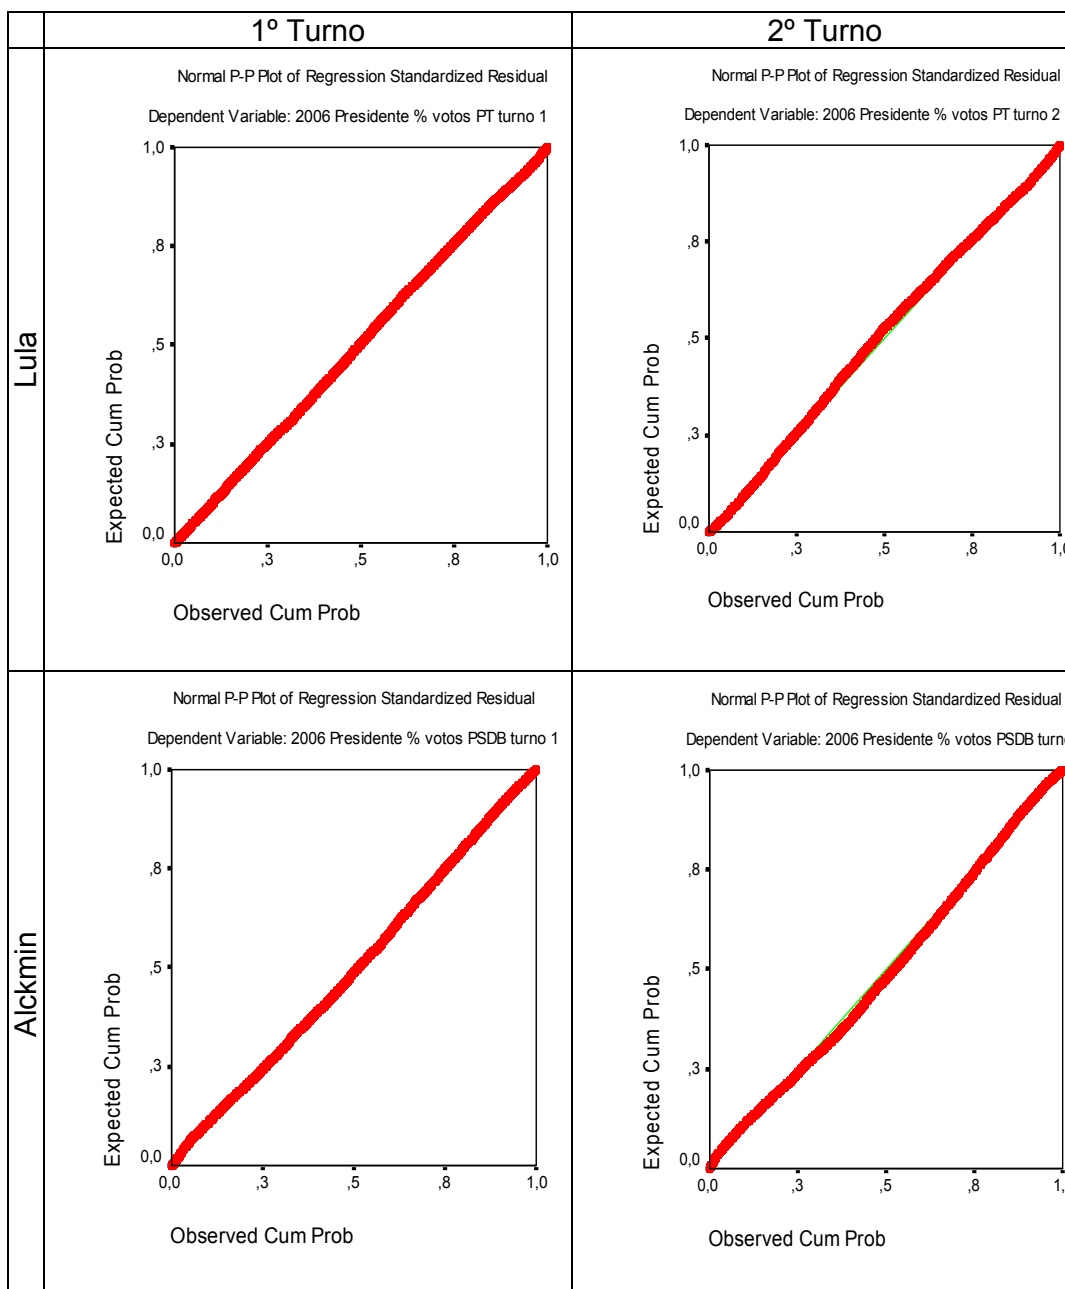 1º Turno
2º Turno
Lula
Normal P-P Plot of Regression Standardized Residual
Dependent Variable: 2006 Presidente % votos PT turno 1
1,0
,8
,5
,3
0,0
Expected Cum Prob
0,0 ,3 ,5 ,8 1,0
Observed Cum Prob
Normal P-P Plot of Regression Standardized Residual
Dependent Variable: 2006 Presidente % votos PT turno 2
1,0
,8
,5
,3
0,0
Expected Cum Prob
0,0 ,3 ,5 ,8 1,0
Observed Cum Prob
Alckmin
Normal P-P Plot of Regression Standardized Residual
Dependent Variable: 2006 Presidente % votos PSDB turno 1
1,0
,8
,5
,3
0,0
Expected Cum Prob
0,0 ,3 ,5 ,8 1,0
Observed Cum Prob
Normal P-P Plot of Regression Standardized Residual
Dependent Variable: 2006 Presidente % votos PSDB turno
1,0
,8
,5
,3
0,0
Expected Cum Prob
0,0 ,3 ,5 ,8 1,
Observed Cum Prob